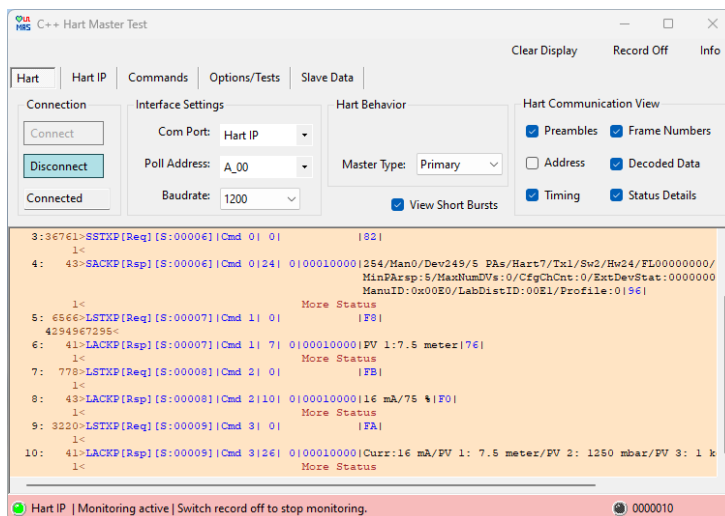 UA
MRS C++ Hart Master Test
Clear Display Record Off Info
Hart Hart IP Commands Options/Tests Slave Data
Connection Interface Settings Hart Behavior Hart Communication View
Connect Com Port: Hart IP Preambles Frame Numbers
Disconnect Poll Address: A_00 Master Type: Primary Address Decoded Data
Connected Baudrate: 1200 View Short Bursts Timing Status Details
3:36761>SSTXP[Req][S:00006]|Cmd 0| 0| |82|
1<
4: 43>SACKP[Rsp][S:00006]|Cmd 0|24| 0|00010000|254/Man0/Dev249/5 PAs/Hart7/Tx1/Sw2/Hw24/FL00000000/
MinPArsp:5/MaxNumDVs:0/CfgChCnt:0/ExtDevStat:0000000
ManuID:0x00E0/LabDistID:00E1/Profile:0|96|
1< More Status
5: 6566>LSTXP[Req][S:00007]|Cmd 1| 0| |F8|
4294967295<
6: 41>LACKP[Rsp][S:00007]|Cmd 1| 7| 0|00010000|PV 1:7.5 meter|76|
1< More Status
7: 778>LSTXP[Req][S:00008]|Cmd 2| 0| |FB|
1<
8: 43>LACKP[Rsp][S:00008]|Cmd 2|10| 0|00010000|16 mA/75 %|F0|
1< More Status
9: 3220>LSTXP[Req][S:00009]|Cmd 3| 0| |FA|
1<
10: 41>LACKP[Rsp][S:00009]|Cmd 3|26| 0|00010000|Curr:16 mA/PV 1: 7.5 meter/PV 2: 1250 mbar/PV 3: 1 k
1< More Status
Hart IP | Monitoring active | Switch record off to stop monitoring. 0000010